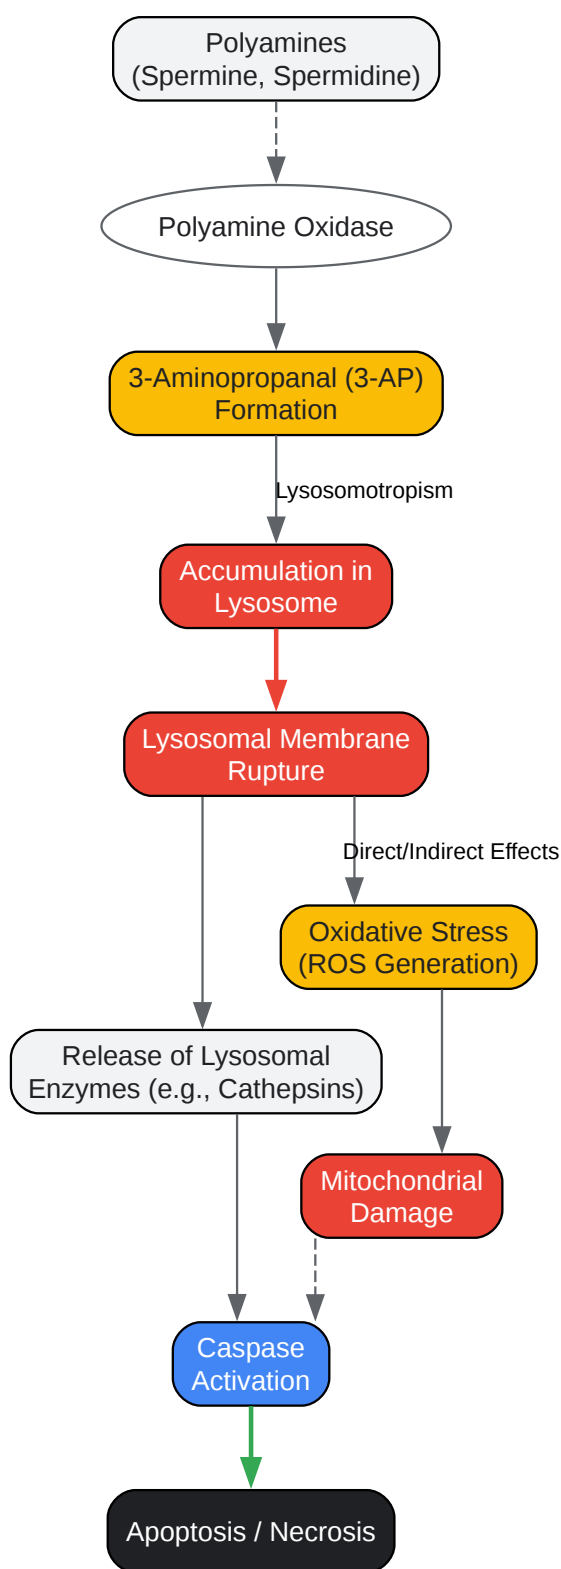 Polyamines
(Spermine, Spermidine)
Polyamine Oxidase
3-Aminopropanal (3-AP)
Formation
Lysosomotropism
Accumulation in
Lysosome
Lysosomal Membrane
Rupture
Direct/Indirect Effects
Oxidative Stress
(ROS Generation)
Release of Lysosomal
Enzymes (e.g., Cathepsins)
Mitochondrial
Damage
Caspase
Activation
Apoptosis / Necrosis